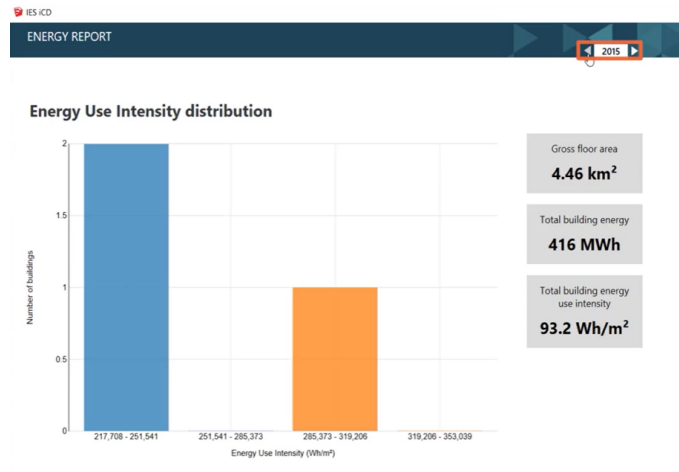 IES iCD
ENERGY REPORT
2015
Energy Use Intensity distribution
2
1.5
1
0.5
0
Number of buildings
217,708 - 251,541
251,541 - 285,373
285,373 - 319,206
319,206 - 353,039
Energy Use Intensity (Wh/m²)
Gross floor area
4.46 km²
Total building energy
416 MWh
Total building energy
use intensity
93.2 Wh/m²